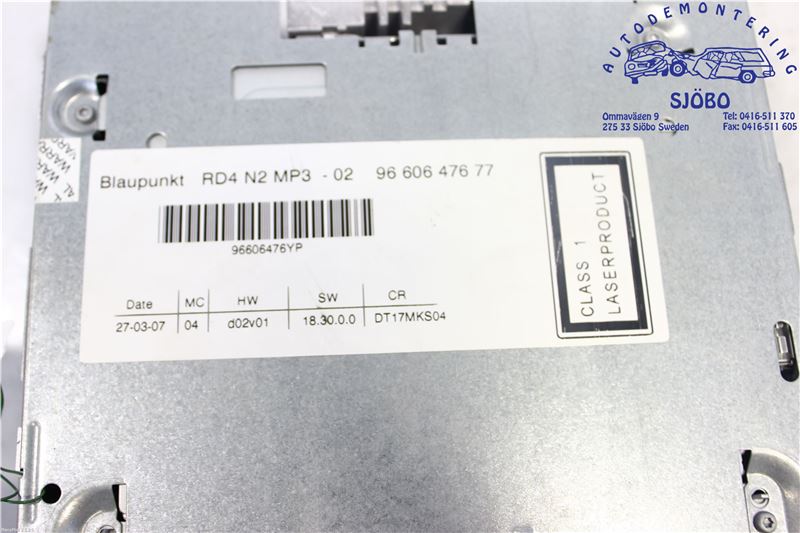 AUTODEMONTERING
SJÖBO
Ommavägen 9 Tel: 0416-511 370
275 33 Sjöbo Sweden Fax: 0416-511 605
Blaupunkt RD4 N2 MP3 - 02 96 606 476 77
96606476YP
Date MC HW SW CR
27-03-07 04 d02v01 18.30.0.0 DT17MKS04
CLASS 1
LASERPRODUCT